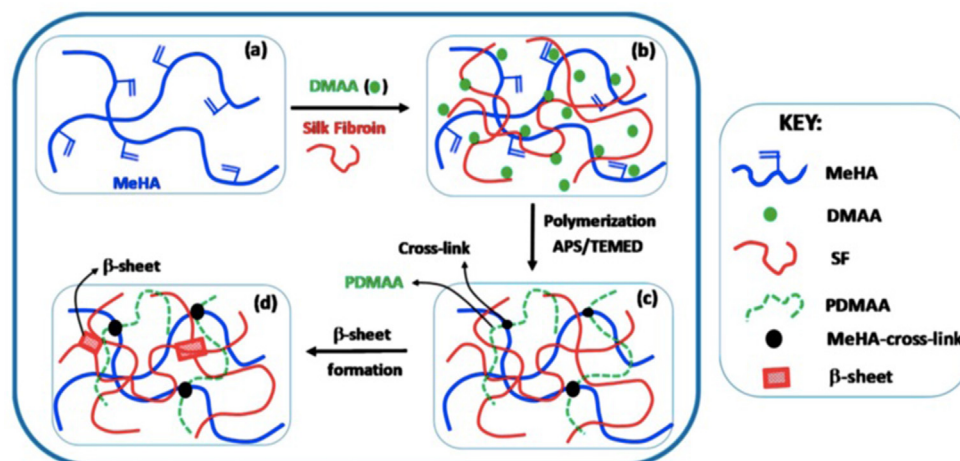 (a)
MeHA
DMAA ( )
Silk Fibroin
(b)
Polymerization
APS/TEMED
Cross-link
PDMAA
(c)
β-sheet
formation
β-sheet
(d)
KEY:
MeHA
DMAA
SF
PDMAA
MeHA-cross-link
β-sheet